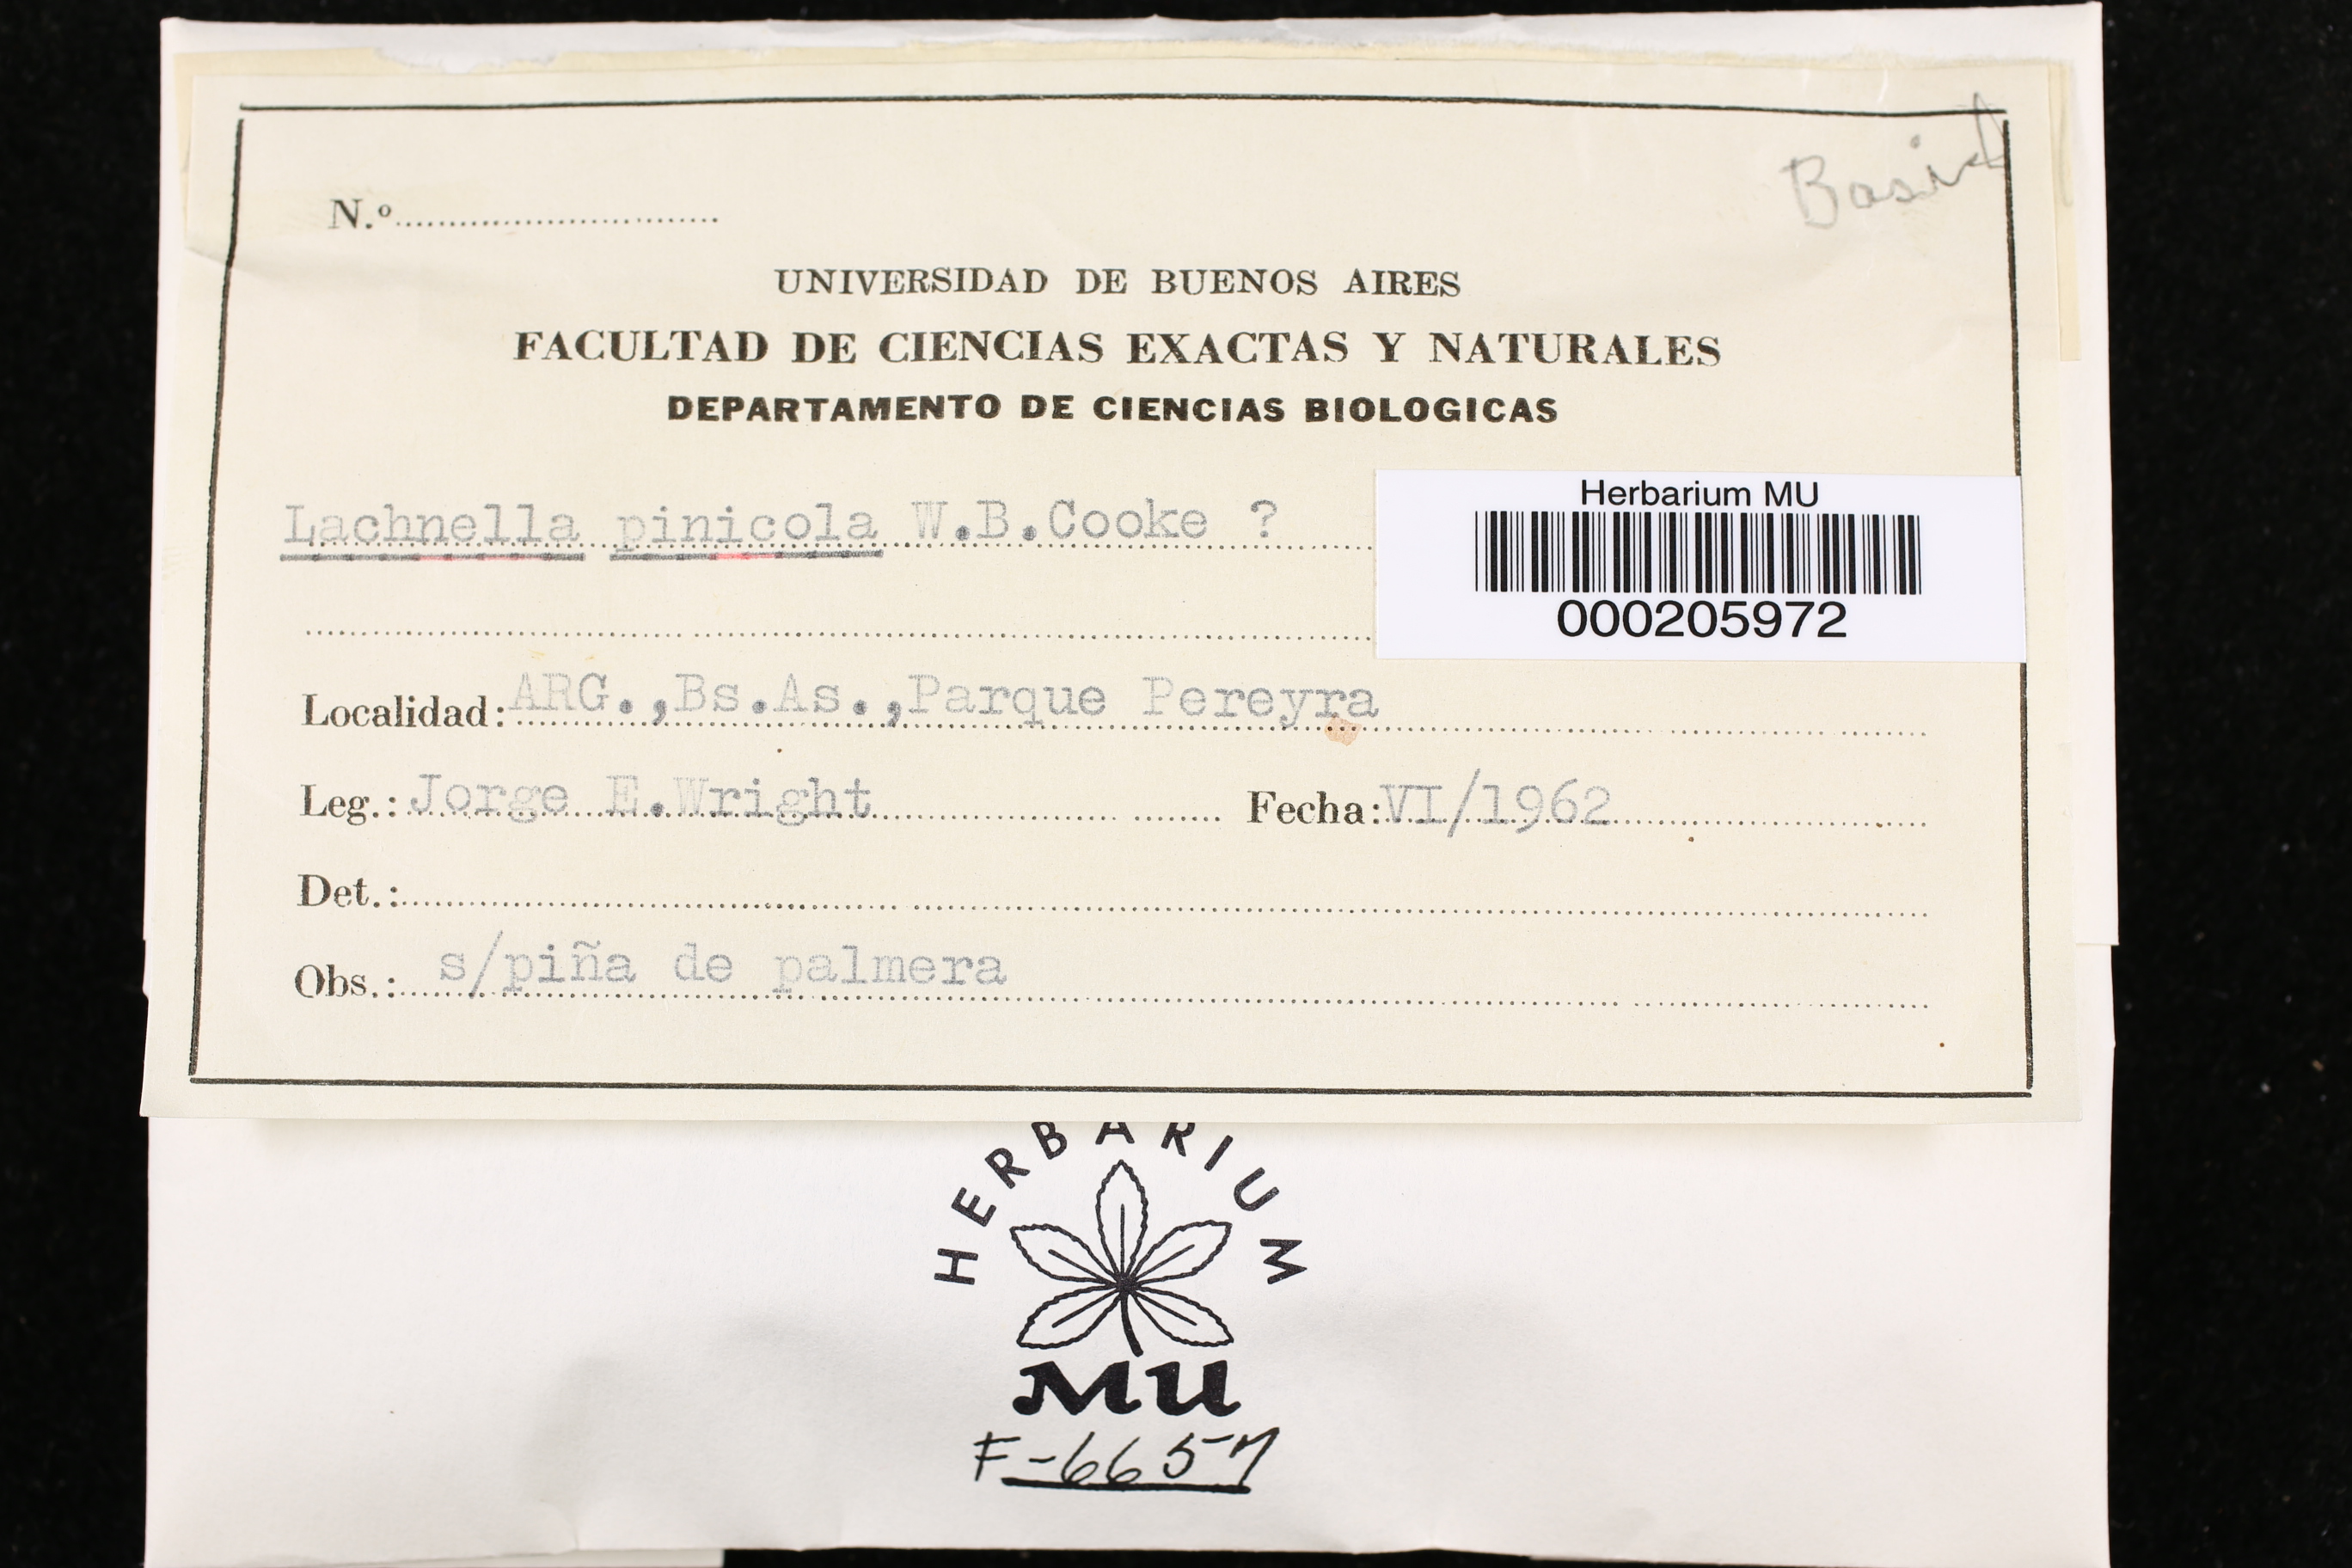 Basid
N.º
UNIVERSIDAD DE BUENOS AIRES
FACULTAD DE CIENCIAS EXACTAS Y NATURALES
DEPARTAMENTO DE CIENCIAS BIOLOGICAS
Lachnella pinicola W.B.Cooke ?
Herbarium MU
000205972
Localidad: ARG.,Bs.As.,Parque Pereyra
Leg.: Jorge E.Wright Fecha: VI/1962
Det.:
Obs.: s/piña de palmera
HERBARIUM
MU
F-6657